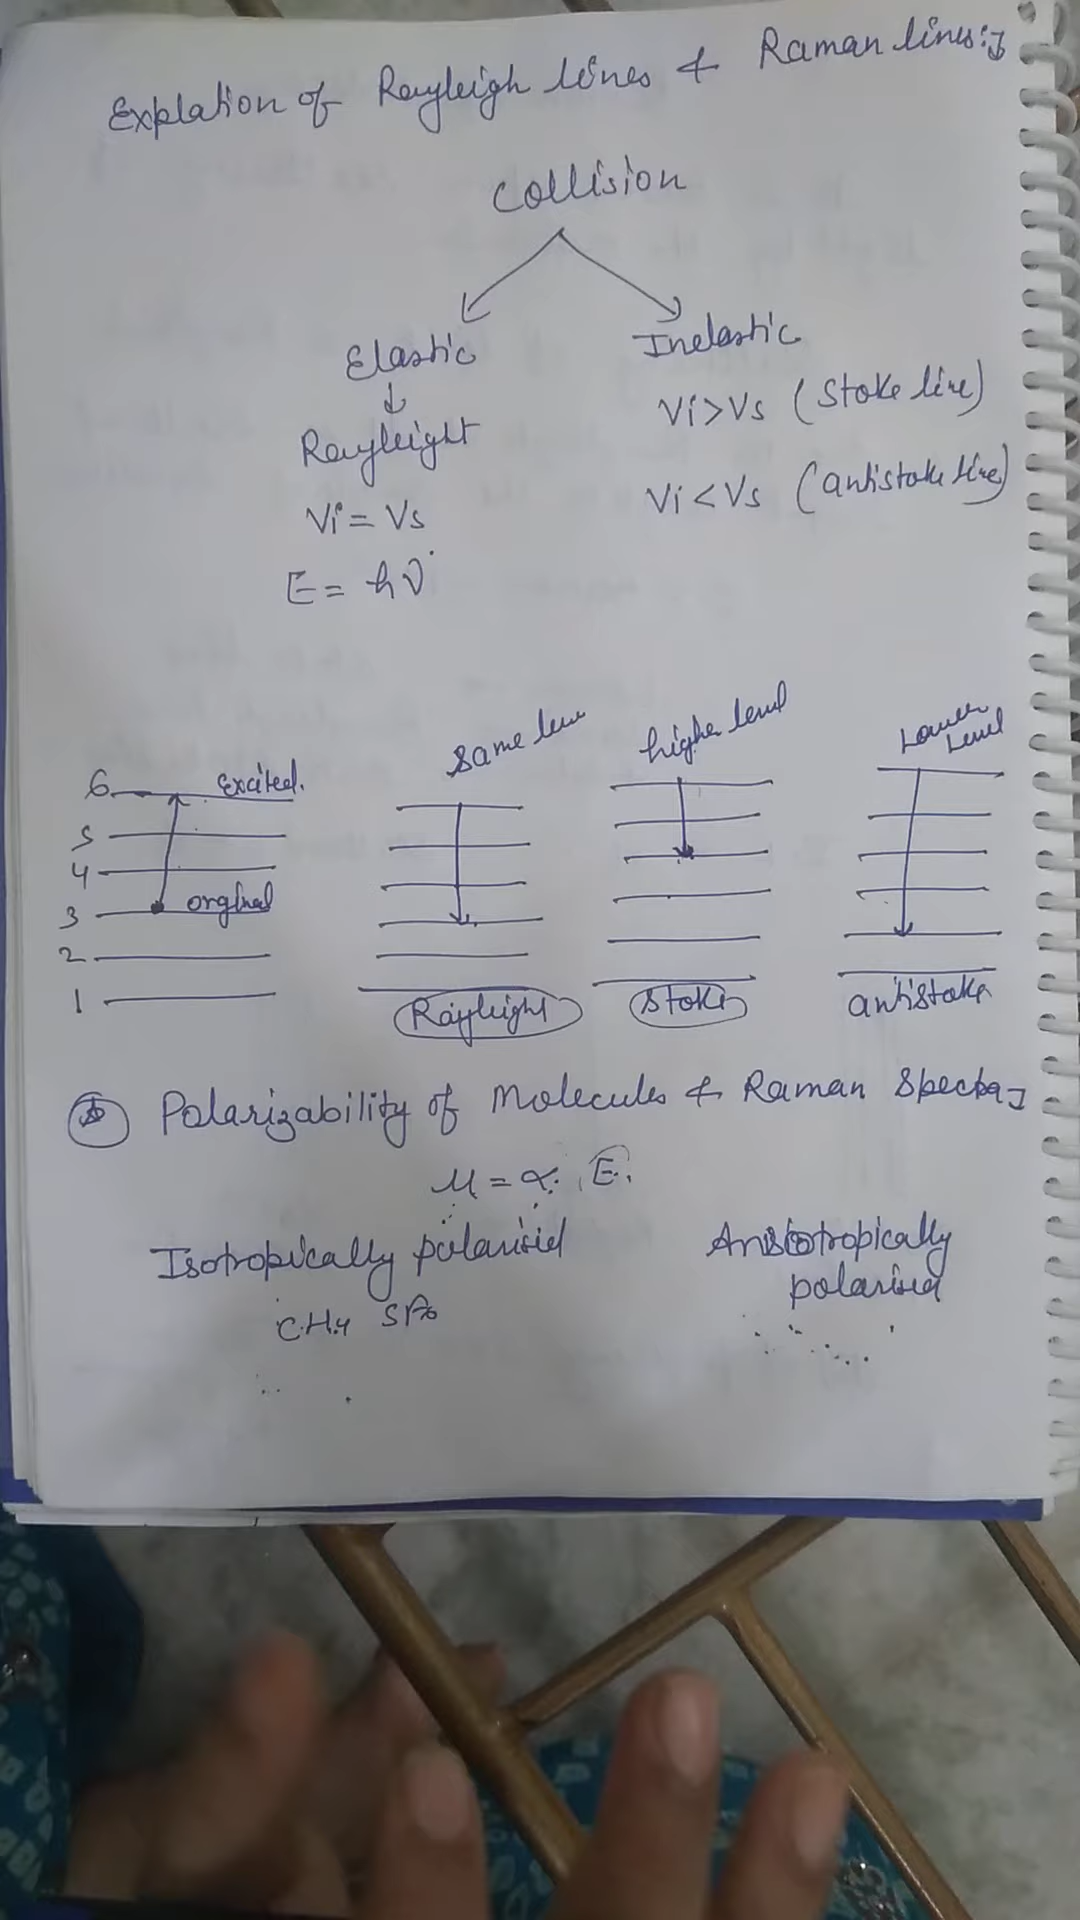 Explation of Rayleigh lines & Raman lines:
Collision
Elastic
Inelastic
Rayleight
Vi>Vs (Stoke line)
Vi = Vs
Vi < Vs (antistoke line)
E = hν
6 Excited.
5
4
3 orginal
2
1
Same
higher level
Lower Level
Rayleight
Stoke
antistoke
Polarizability of Molecules & Raman Spectra
μ = α . E.
Isotropically polarised
Anisotropically
polarised
CH4 SF6